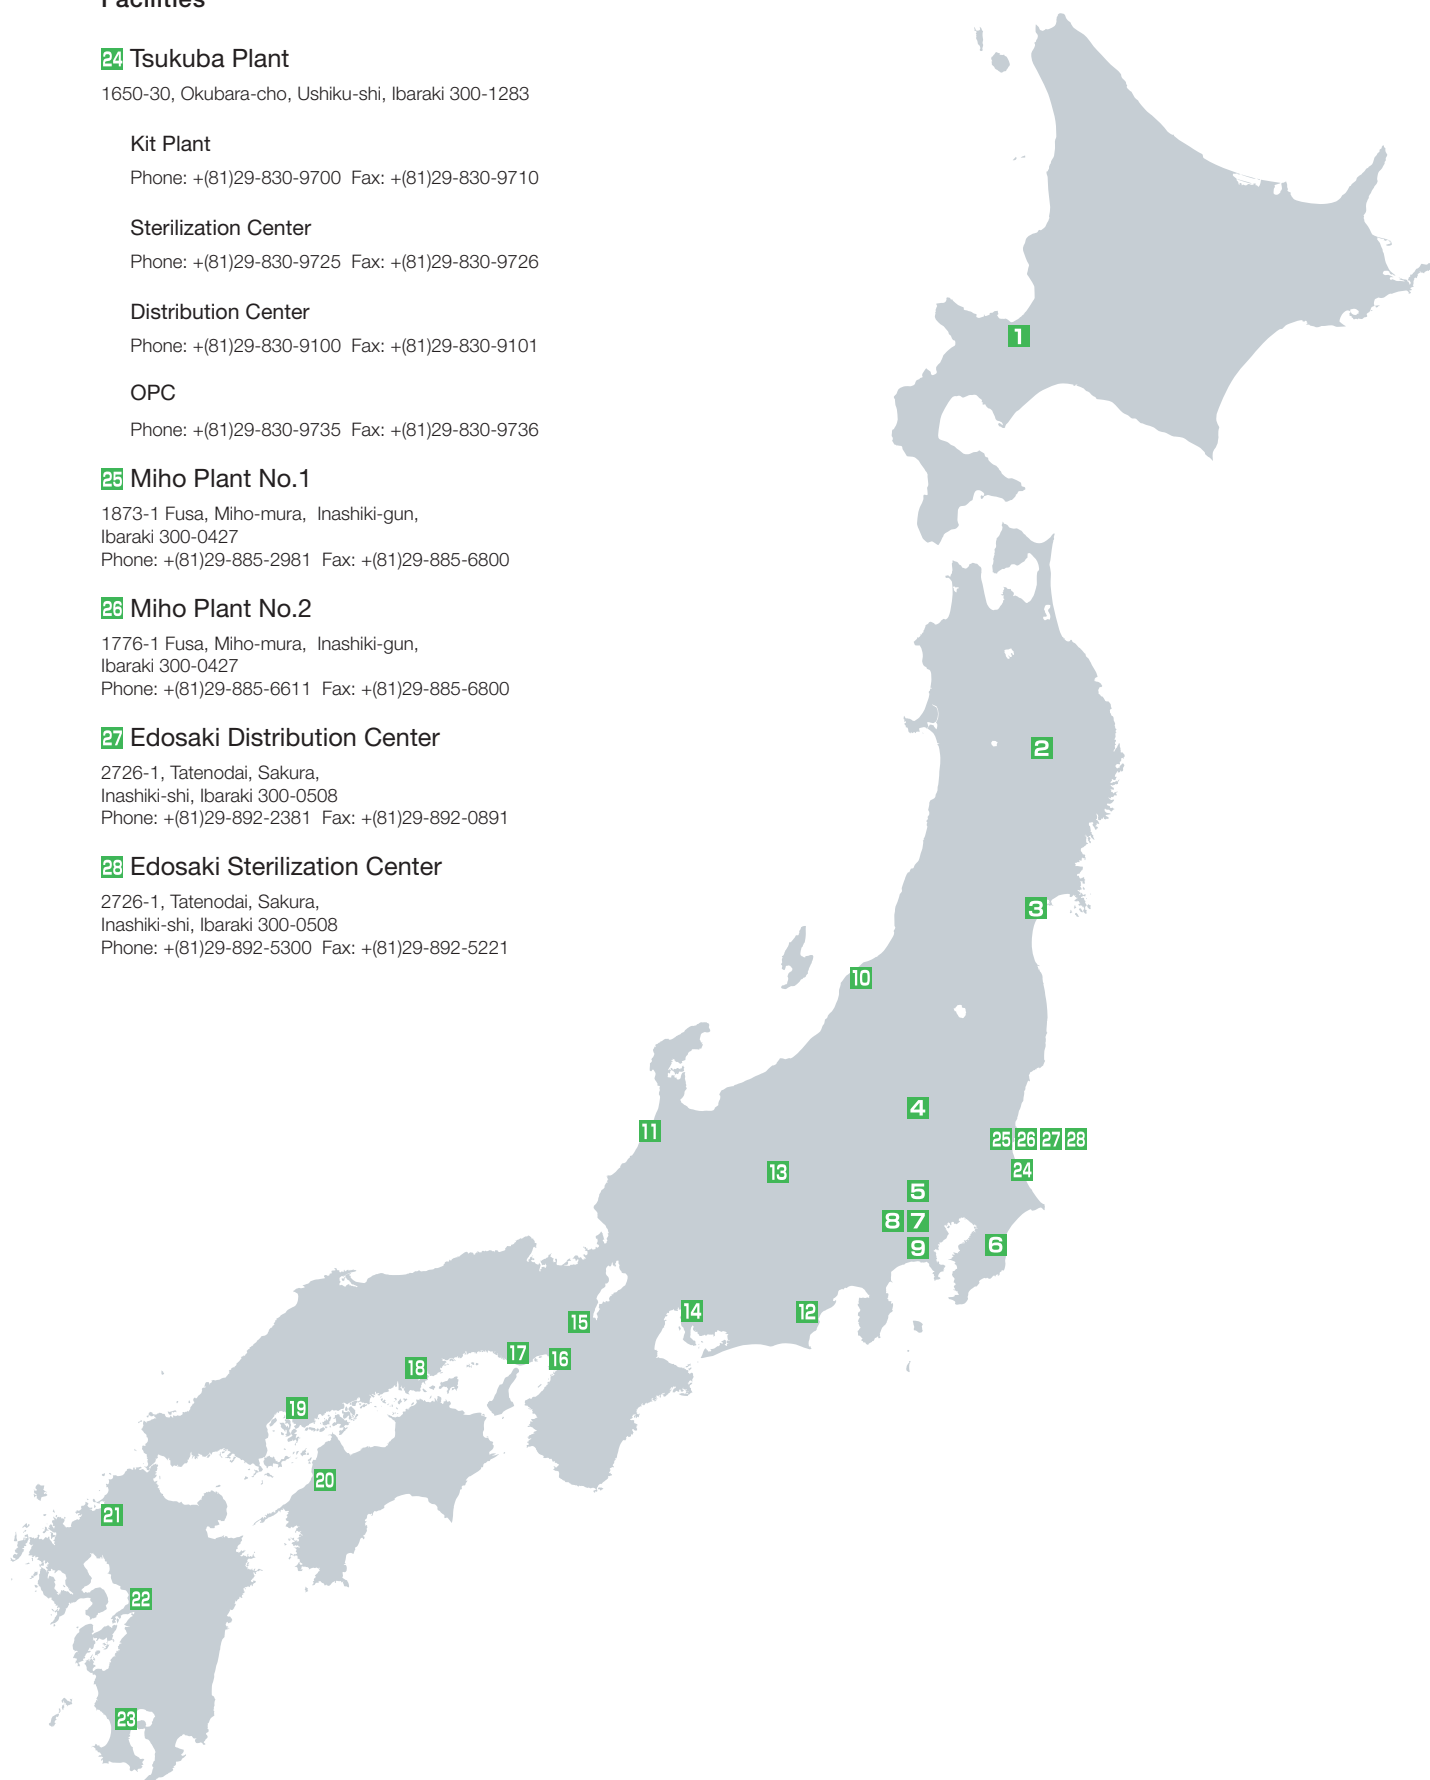 Facilities
24 Tsukuba Plant
1650-30, Okubara-cho, Ushiku-shi, Ibaraki 300-1283
Kit Plant
Phone: +(81)29-830-9700 Fax: +(81)29-830-9710
Sterilization Center
Phone: +(81)29-830-9725 Fax: +(81)29-830-9726
Distribution Center
Phone: +(81)29-830-9100 Fax: +(81)29-830-9101
OPC
Phone: +(81)29-830-9735 Fax: +(81)29-830-9736
25 Miho Plant No.1
1873-1 Fusa, Miho-mura, Inashiki-gun,
Ibaraki 300-0427
Phone: +(81)29-885-2981 Fax: +(81)29-885-6800
26 Miho Plant No.2
1776-1 Fusa, Miho-mura, Inashiki-gun,
Ibaraki 300-0427
Phone: +(81)29-885-6611 Fax: +(81)29-885-6800
27 Edosaki Distribution Center
2726-1, Tatenodai, Sakura,
Inashiki-shi, Ibaraki 300-0508
Phone: +(81)29-892-2381 Fax: +(81)29-892-0891
28 Edosaki Sterilization Center
2726-1, Tatenodai, Sakura,
Inashiki-shi, Ibaraki 300-0508
Phone: +(81)29-892-5300 Fax: +(81)29-892-5221
1
2
3
10
4
11
25 26 27 28
13
24
5
8 7
6
9
14
12
15
17
16
18
19
20
21
22
23